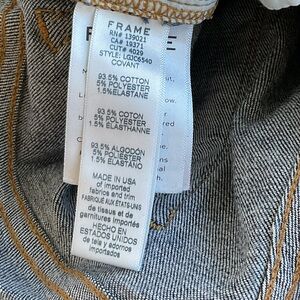 FRAME
RN# 139021
CA# 19371
CUT# 4029
STYLE: LGJC6540
COVANT
93.5% COTTON
5% POLYESTER
1.5% ELASTANE
93.5% COTON
5% POLYESTER
1.5% ELASTHANNE
93.5% ALGODÓN
5% POLIÉSTER
1.5% ELASTANO
MADE IN USA
of imported
fabrics and trim
FABRIQUÉ AUX ÉTATS-UNIS
de tissus et de
garnitures importés
HECHO EN
ESTADOS UNIDOS
de tela y adornos
importados